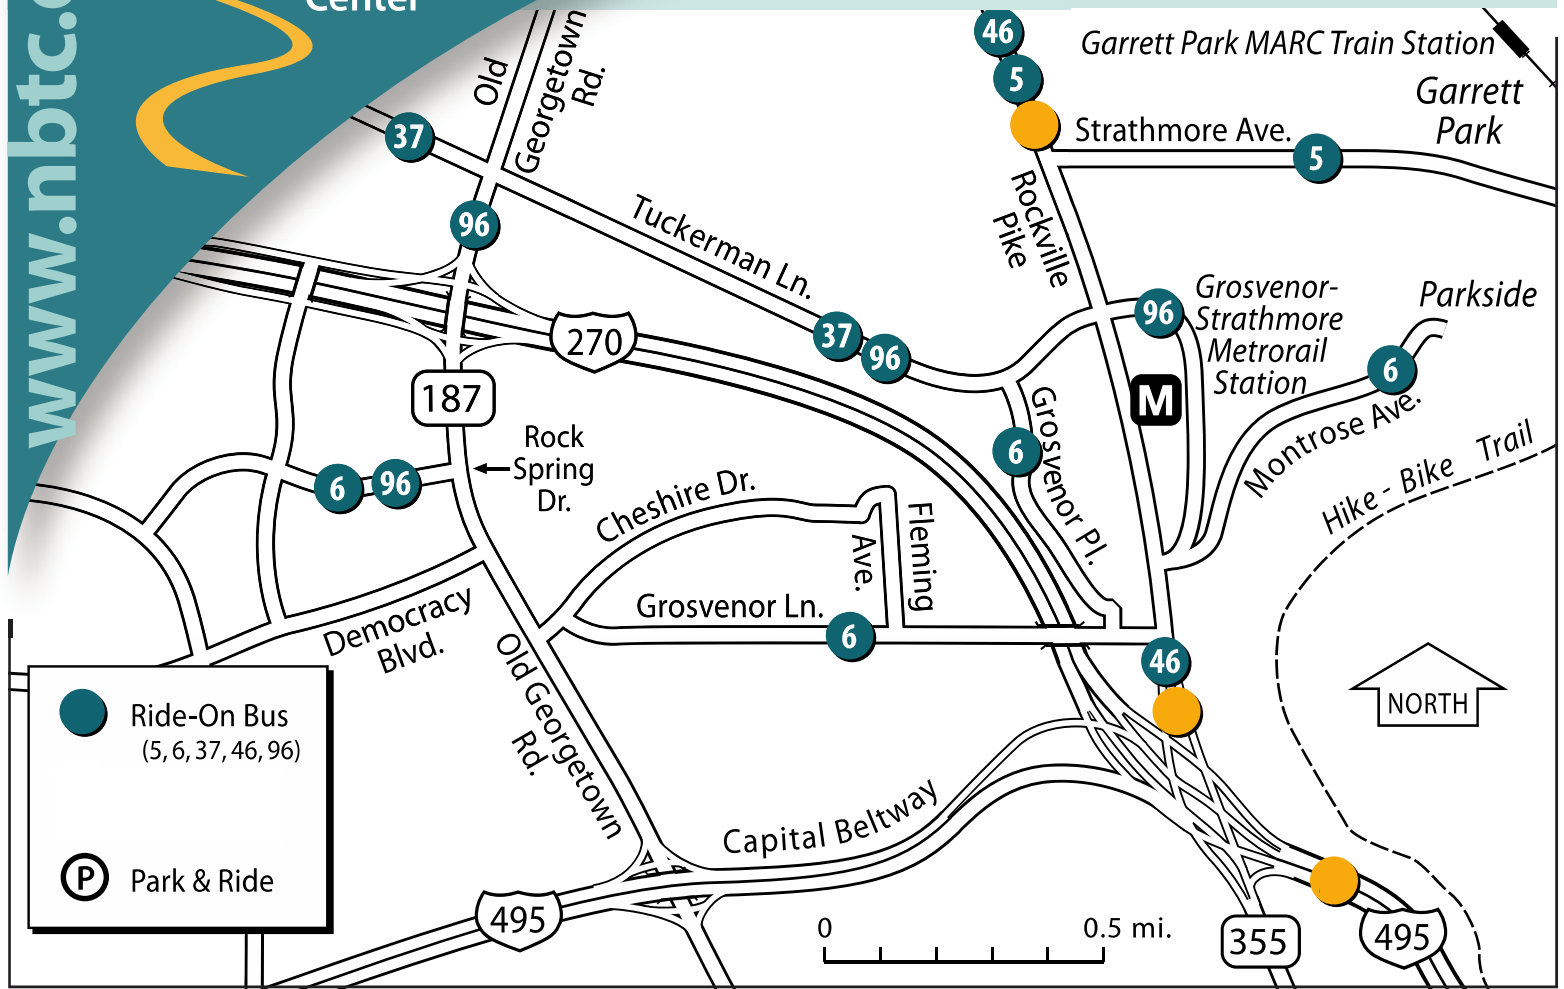 Center
www.nbtc.
Old
Georgetown
Rd.
46
5
Garrett Park MARC Train Station
Garrett
Park
Strathmore Ave.
5
37
96
Tuckerman Ln.
Rockville
Pike
37
96
96
Grosvenor-
Strathmore
Metrorail
Station
Parkside
6
M
270
187
Rock
Spring
Dr.
6
96
Cheshire Dr.
Fleming
Ave.
6
Grosvenor Pl.
Montrose Ave.
Hike - Bike Trail
Grosvenor Ln.
6
Democracy
Blvd.
Old Georgetown
Rd.
46
NORTH
Ride-On Bus
(5, 6, 37, 46, 96)
P
Park & Ride
Capital Beltway
495
0
0.5 mi.
355
495